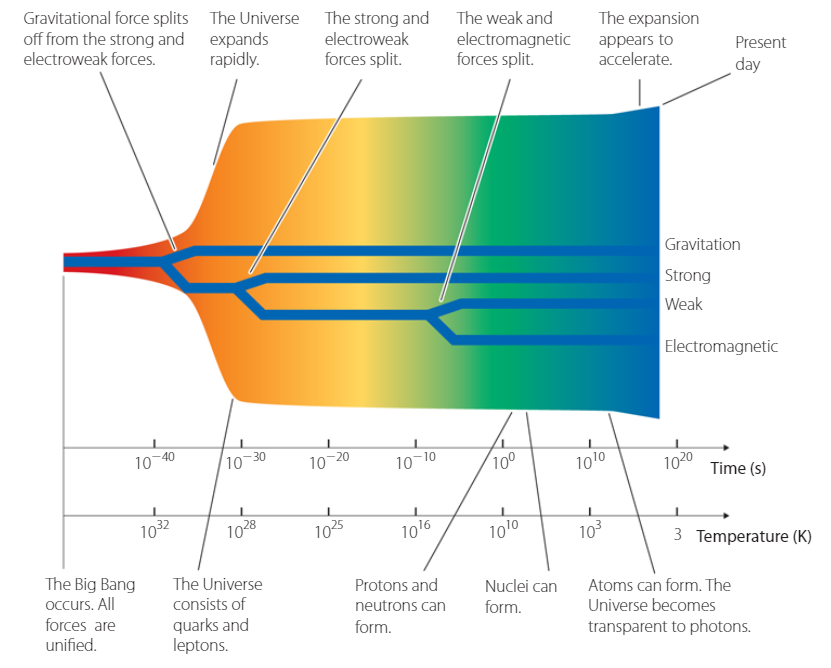 Gravitational force splits
off from the strong and
electroweak forces.
The Universe
expands
rapidly.
The strong and
electroweak
forces split.
The weak and
electromagnetic
forces split.
The expansion
appears to
accelerate.
Present
day
Gravitation
Strong
Weak
Electromagnetic
10⁻⁴⁰ 10⁻³⁰ 10⁻²⁰ 10⁻¹⁰ 10⁰ 10¹⁰ 10²⁰ Time (s)
10³² 10²⁸ 10²⁵ 10¹⁶ 10¹⁰ 10³ 3 Temperature (K)
The Big Bang
occurs. All
forces are
unified.
The Universe
consists of
quarks and
leptons.
Protons and
neutrons can
form.
Nuclei can
form.
Atoms can form. The
Universe becomes
transparent to photons.